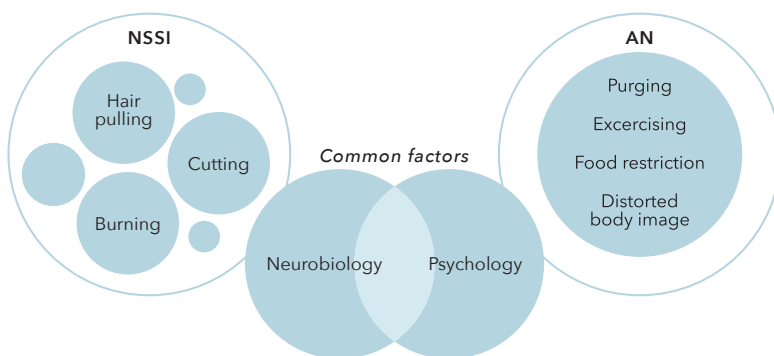 NSSI
Hair
pulling
Cutting
Burning
Common factors
Neurobiology
Psychology
AN
Purging
Excercising
Food restriction
Distorted
body image